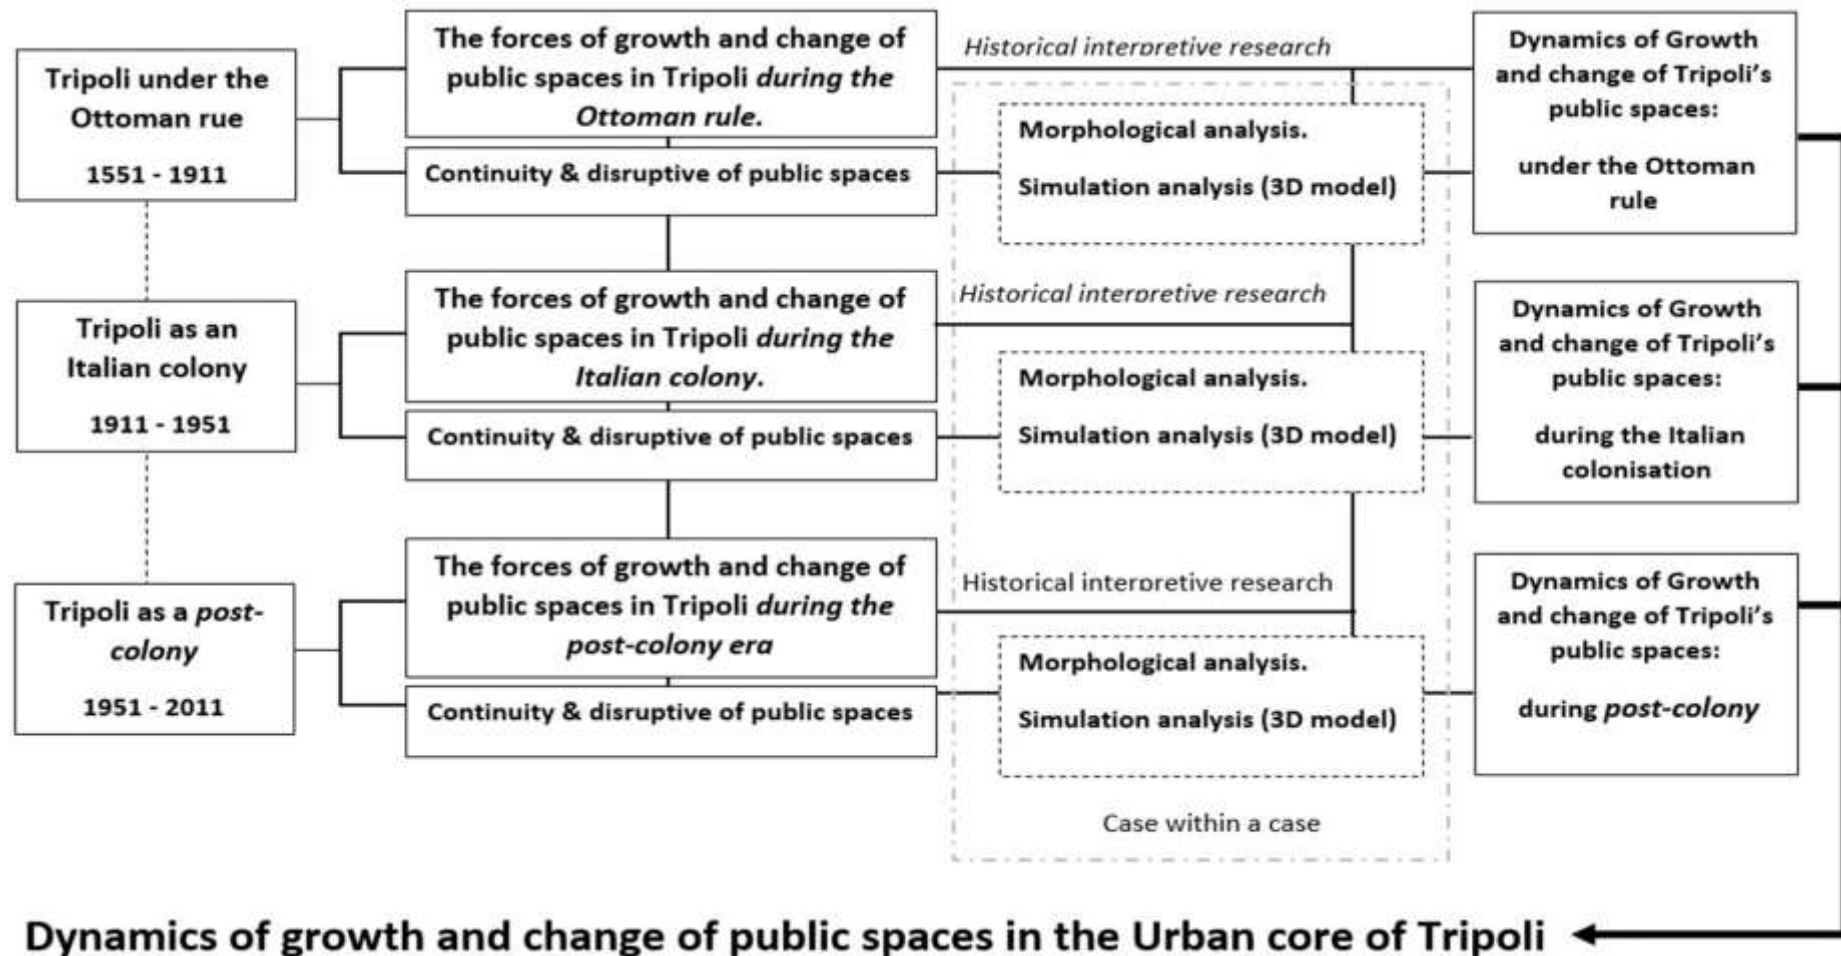 Tripoli under the
Ottoman rue
1551 - 1911
The forces of growth and change of
public spaces in Tripoli during the
Ottoman rule.
Continuity & disruptive of public spaces
Historical interpretive research
Morphological analysis.
Simulation analysis (3D model)
Dynamics of Growth
and change of Tripoli's
public spaces:
under the Ottoman
rule
Tripoli as an
Italian colony
1911 - 1951
The forces of growth and change of
public spaces in Tripoli during the
Italian colony.
Continuity & disruptive of public spaces
Historical interpretive research
Morphological analysis.
Simulation analysis (3D model)
Dynamics of Growth
and change of Tripoli's
public spaces:
during the Italian
colonisation
Tripoli as a post-
colony
1951 - 2011
The forces of growth and change of
public spaces in Tripoli during the
post-colony era
Continuity & disruptive of public spaces
Historical interpretive research
Morphological analysis.
Simulation analysis (3D model)
Dynamics of Growth
and change of Tripoli's
public spaces:
during post-colony
Case within a case
Dynamics of growth and change of public spaces in the Urban core of Tripoli